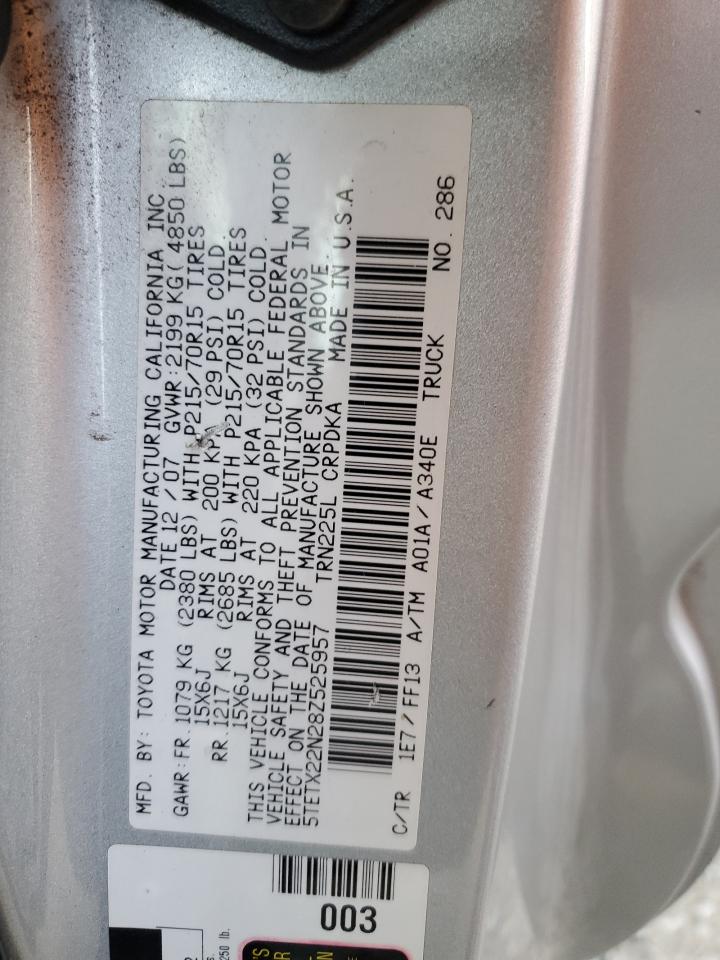 MFD. BY: TOYOTA MOTOR MANUFACTURING CALIFORNIA INC
DATE 12 / 07 GVWR: 2199 KG( 4850 LBS)
GAWR: FR. 1079 KG (2380 LBS) WITH P215/70R15 TIRES
15X6J RIMS AT 200 KPA (29 PSI) COLD.
RR. 1217 KG (2685 LBS) WITH P215/70R15 TIRES
15X6J RIMS AT 220 KPA (32 PSI) COLD.
THIS VEHICLE CONFORMS TO ALL APPLICABLE FEDERAL MOTOR
VEHICLE SAFETY AND THEFT PREVENTION STANDARDS IN
EFFECT ON THE DATE OF MANUFACTURE SHOWN ABOVE.
5TETX22N28Z525957 TRN225L CRPDKA MADE IN U.S.A.
C/TR 1E7 / FF13 A/TM A01A / A340E TRUCK NO. 286
003
250 lb.